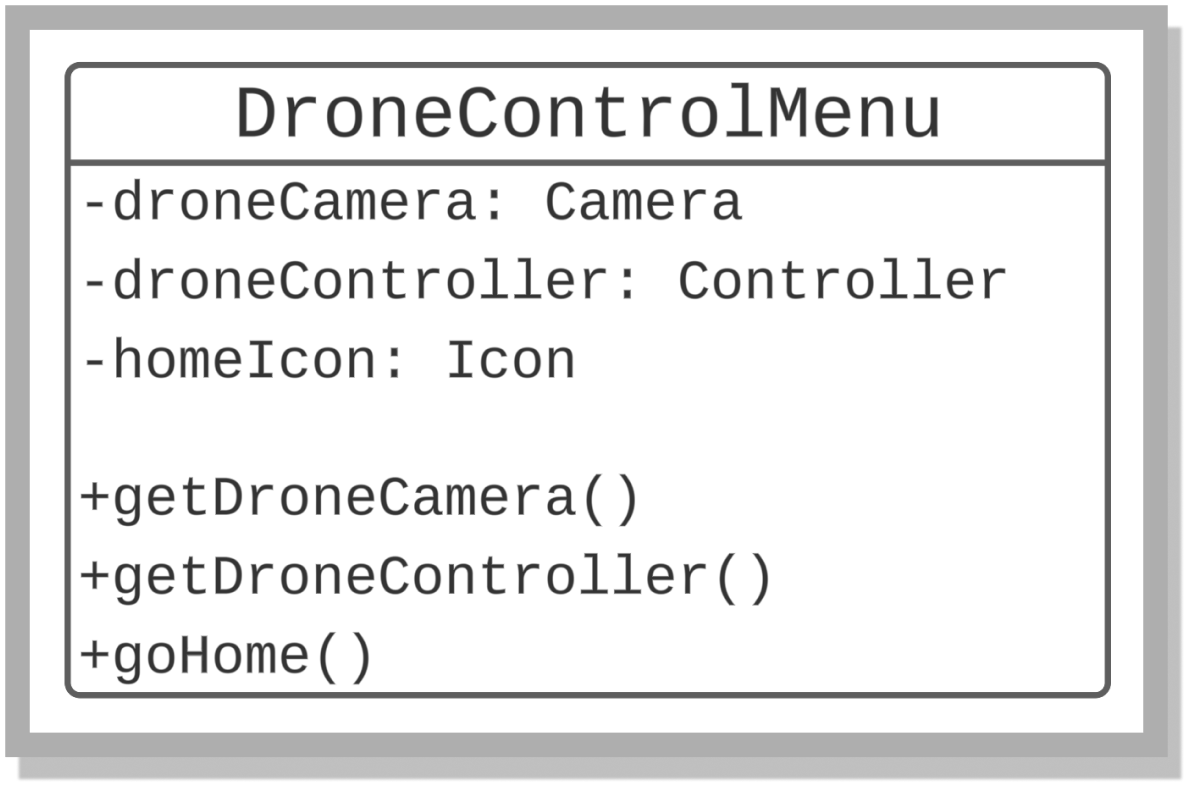 DroneControlMenu
-droneCamera: Camera
-droneController: Controller
-homeIcon: Icon
+getDroneCamera()
+getDroneController()
+goHome()